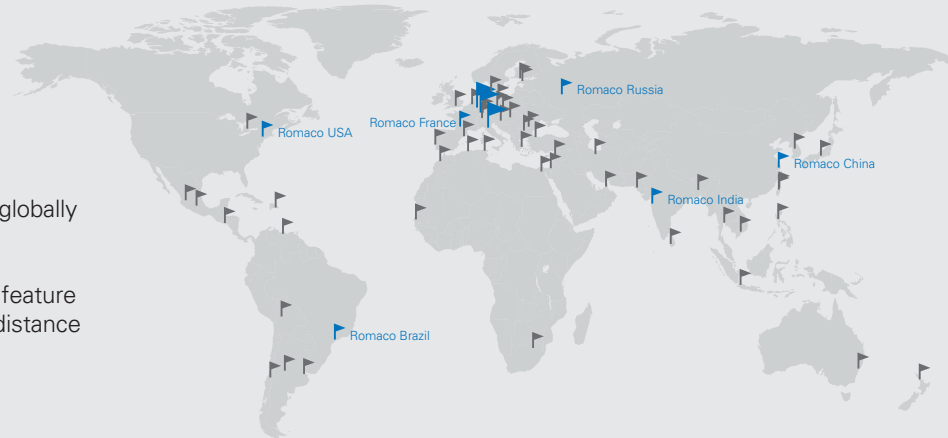 globally
feature
distance
Romaco Russia
Romaco USA
Romaco France
Romaco China
Romaco India
Romaco Brazil